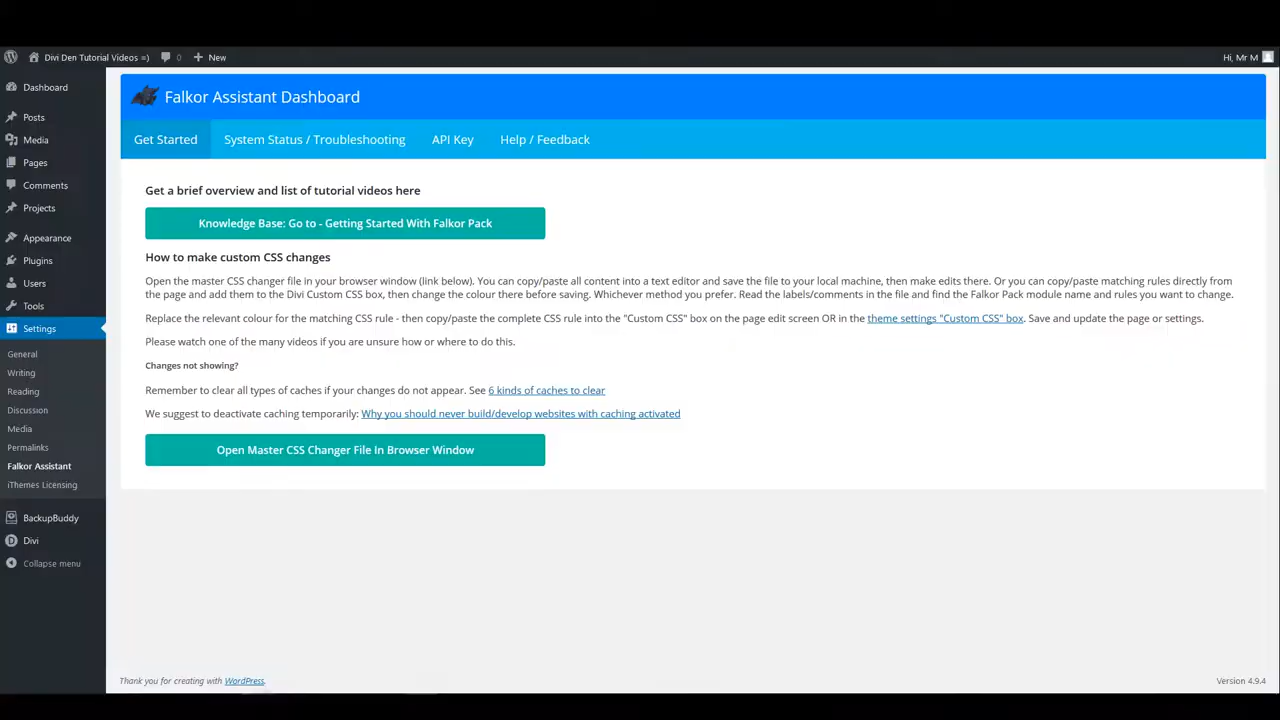 Divi Den Tutorial Videos =)
0
New
Hi, Mr M
Dashboard
Posts
Media
Pages
Comments
Projects
Appearance
Plugins
Users
Tools
Settings
General
Writing
Reading
Discussion
Media
Permalinks
Falkor Assistant
iThemes Licensing
BackupBuddy
Divi
Collapse menu
Falkor Assistant Dashboard
Get Started
System Status / Troubleshooting
API Key
Help / Feedback
Get a brief overview and list of tutorial videos here
Knowledge Base: Go to - Getting Started With Falkor Pack
How to make custom CSS changes
Open the master CSS changer file in your browser window (link below). You can copy/paste all content into a text editor and save the file to your local machine, then make edits there. Or you can copy/paste matching rules directly from
the page and add them to the Divi Custom CSS box, then change the colour there before saving. Whichever method you prefer. Read the labels/comments in the file and find the Falkor Pack module name and rules you want to change.
Replace the relevant colour for the matching CSS rule - then copy/paste the complete CSS rule into the "Custom CSS" box on the page edit screen OR in the theme settings "Custom CSS" box. Save and update the page or settings.
Please watch one of the many videos if you are unsure how or where to do this.
Changes not showing?
Remember to clear all types of caches if your changes do not appear. See 6 kinds of caches to clear
We suggest to deactivate caching temporarily: Why you should never build/develop websites with caching activated
Open Master CSS Changer File In Browser Window
Thank you for creating with WordPress.
Version 4.9.4